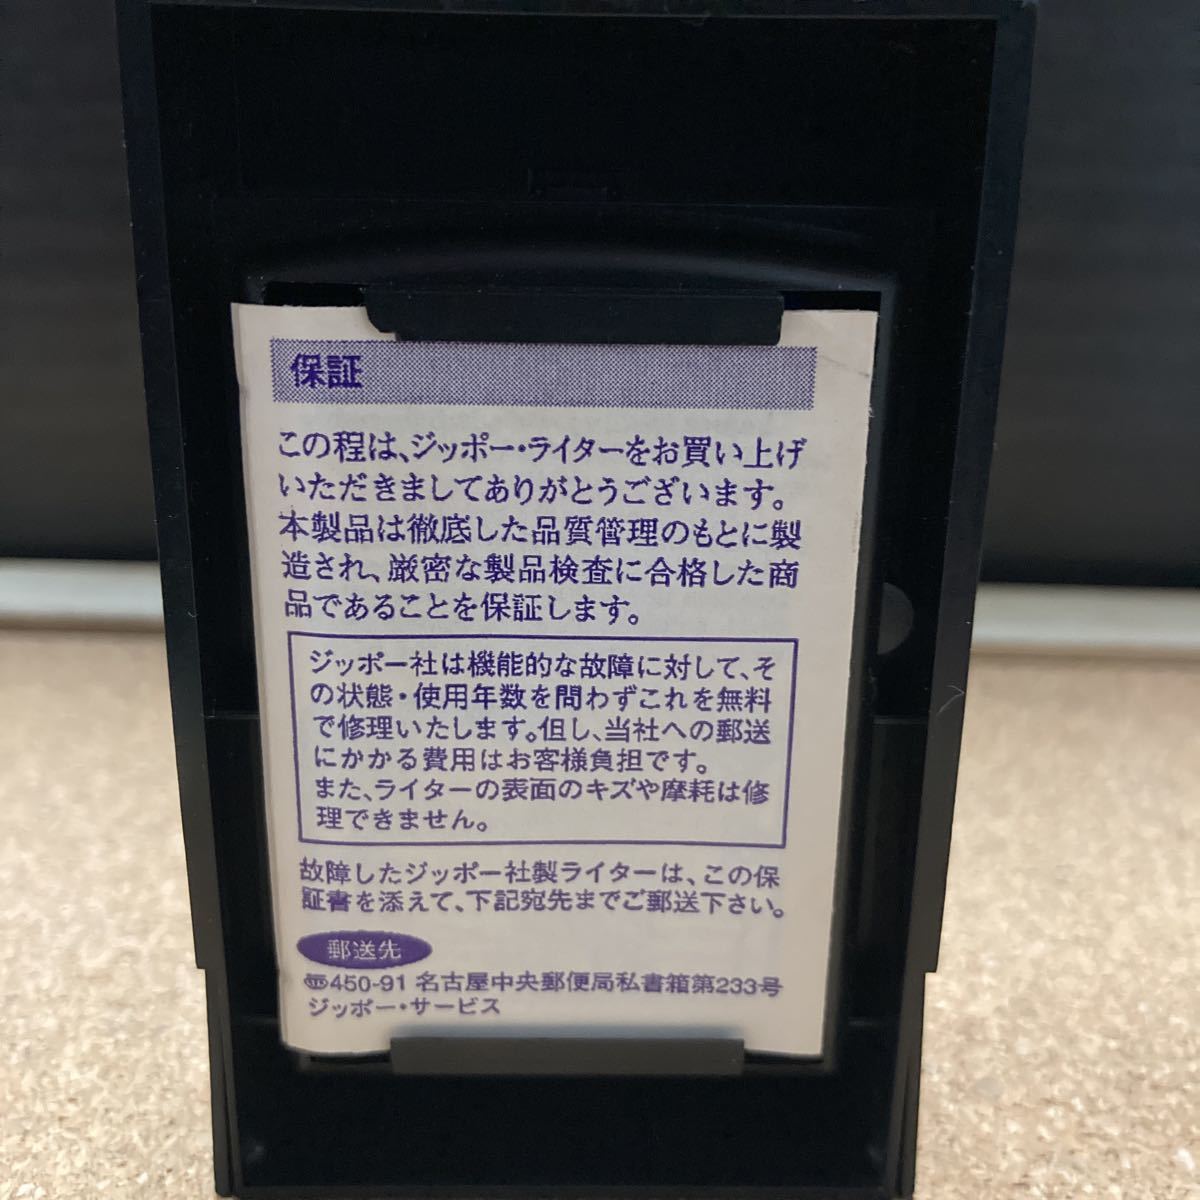 保証
この程は、ジッポー・ライターをお買い上げ
いただきましてありがとうございます。
本製品は徹底した品質管理のもとに製
造され、厳密な製品検査に合格した商
品であることを保証します。
ジッポー社は機能的な故障に対して、そ
の状態・使用年数を問わずこれを無料
で修理いたします。但し、当社への郵送
にかかる費用はお客様負担です。
また、ライターの表面のキズや摩耗は修
理できません。
故障したジッポー社製ライターは、この保
証書を添えて、下記宛先までご郵送下さい。
郵送先
450-91 名古屋中央郵便局私書箱第233号
ジッポー・サービス